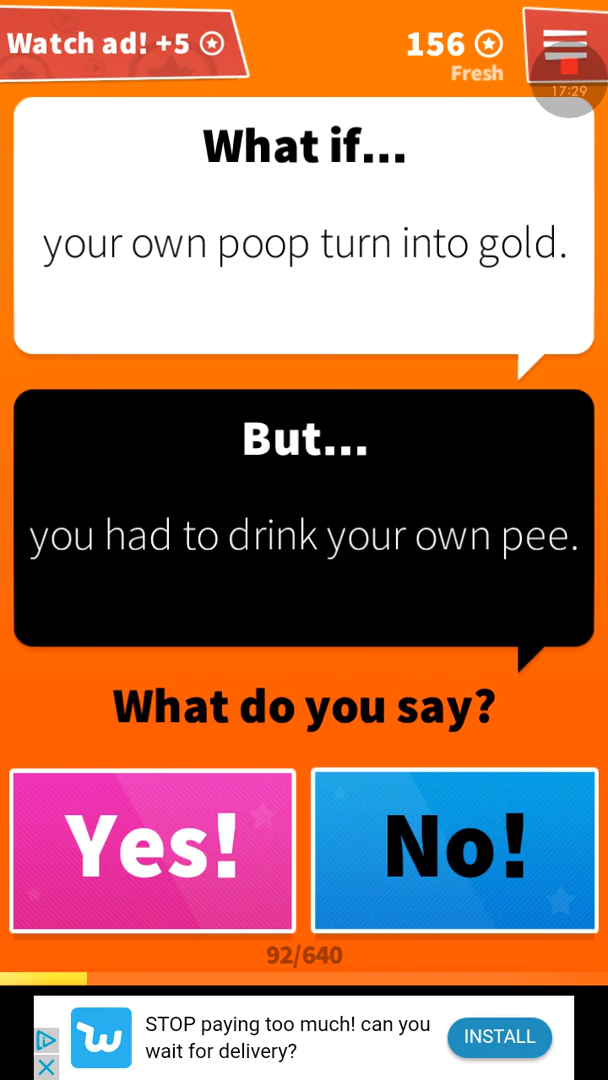 Watch ad! +5
156
Fresh
17:29
What if...
your own poop turn into gold.
But...
you had to drink your own pee.
What do you say?
Yes!
No!
92/640
STOP paying too much! can you
wait for delivery?
INSTALL